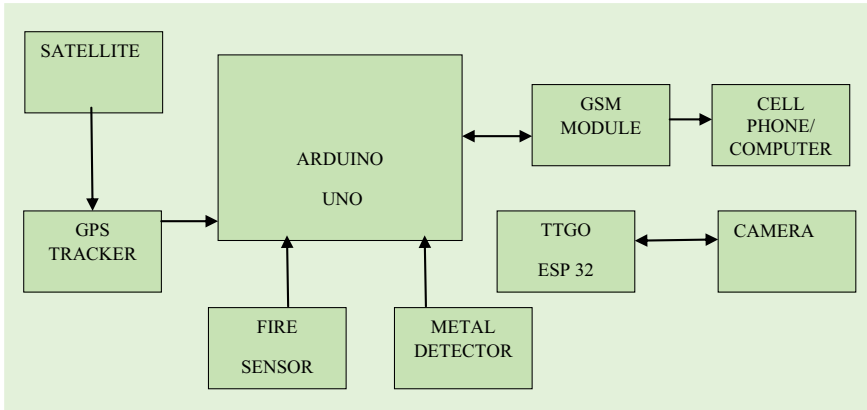 SATELLITE
GPS
TRACKER
ARDUINO
UNO
FIRE
SENSOR
METAL
DETECTOR
GSM
MODULE
CELL
PHONE/
COMPUTER
TTGO
ESP 32
CAMERA